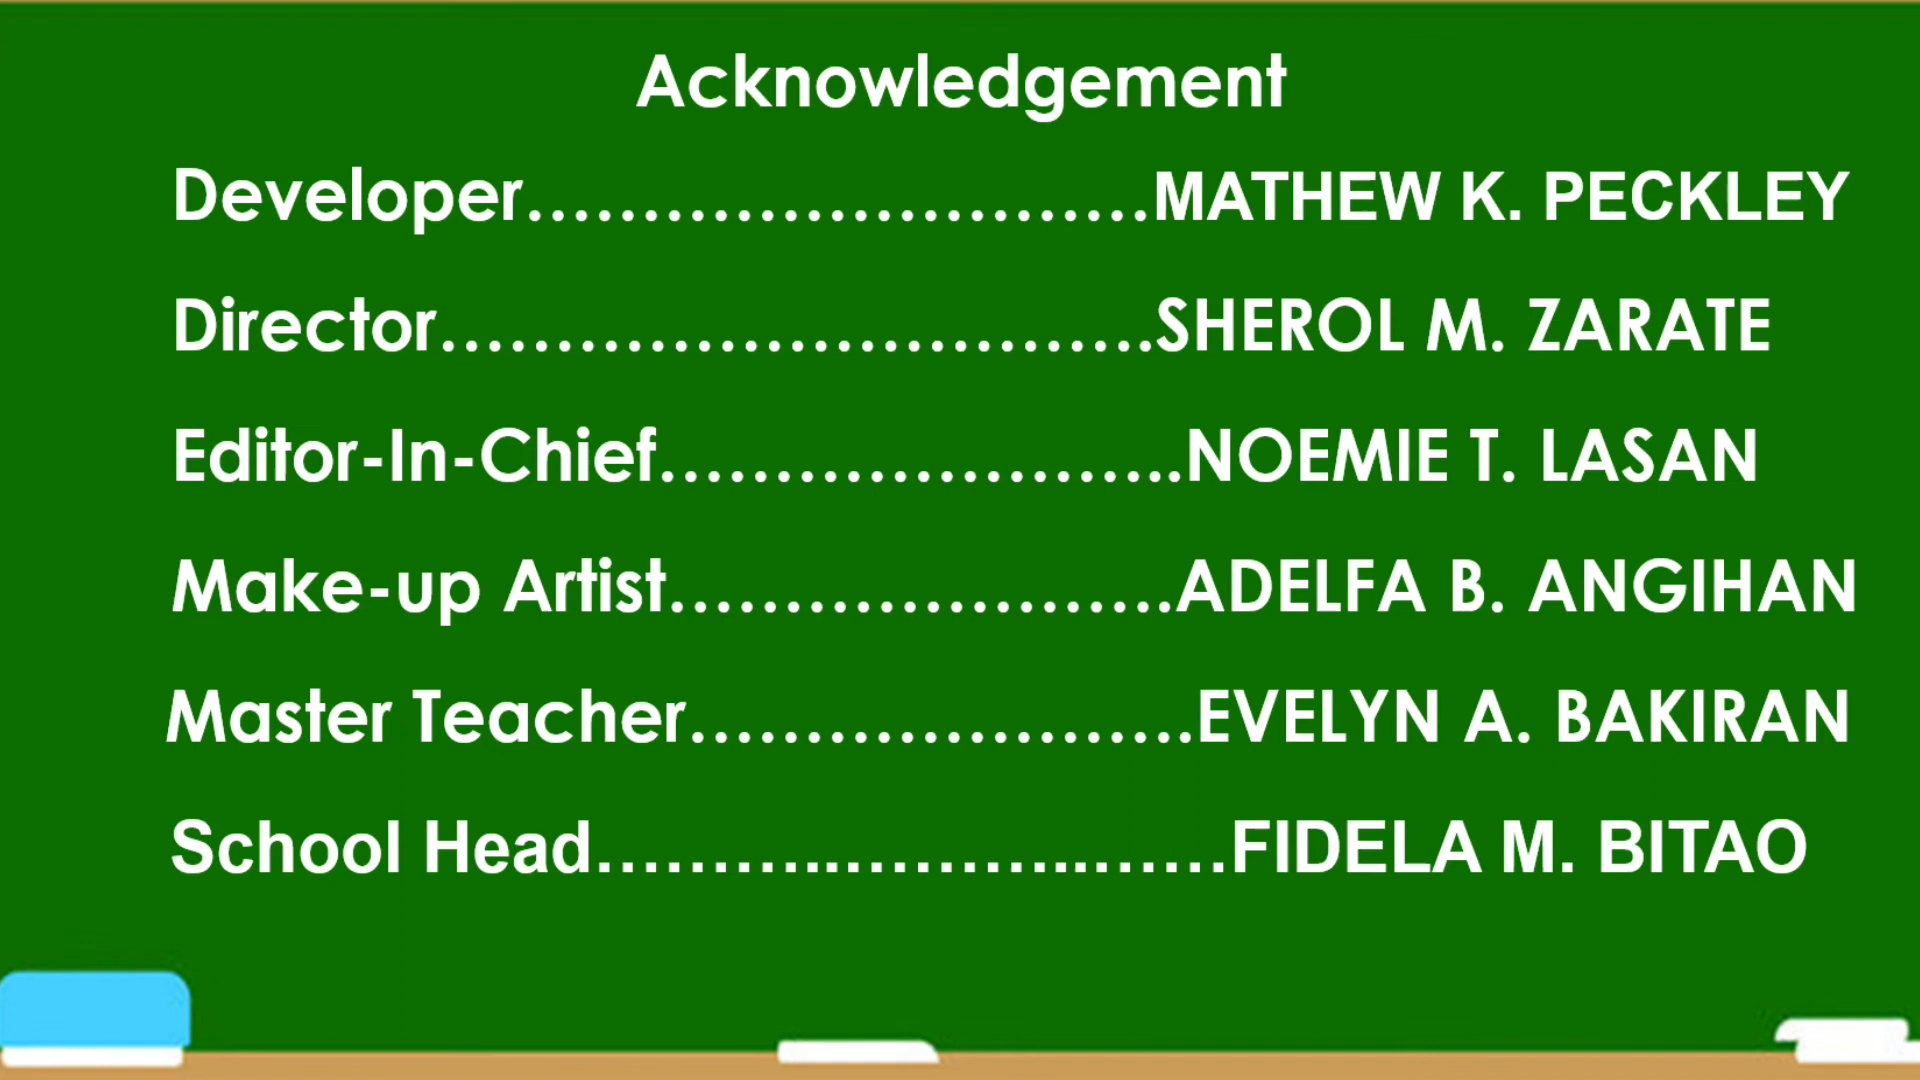 Acknowledgement
Developer...........................MATHEW K. PECKLEY
Director...............................SHEROL M. ZARATE
Editor-In-Chief.......................NOEMIE T. LASAN
Make-up Artist......................ADELFA B. ANGIHAN
Master Teacher......................EVELYN A. BAKIRAN
School Head.............................FIDELA M. BITAO